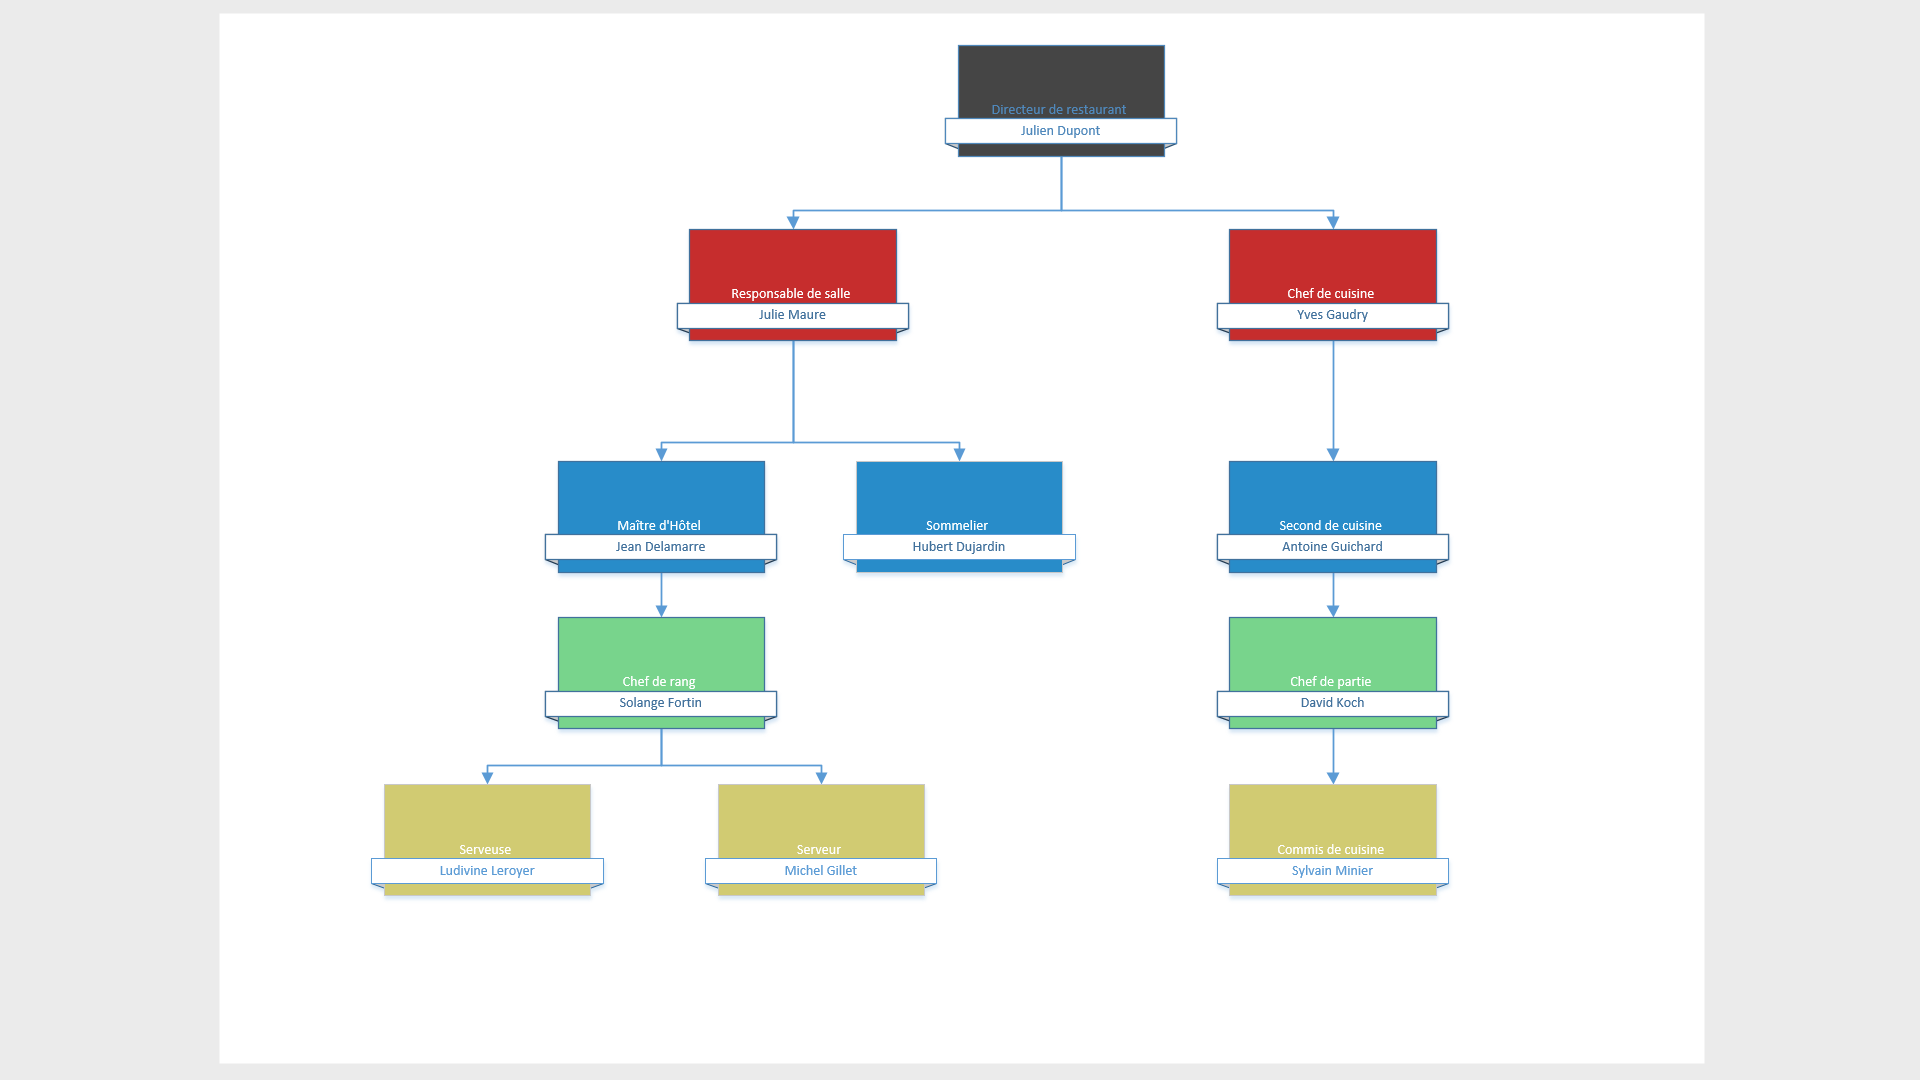 Directeur de restaurant
Julien Dupont
Responsable de salle
Julie Maure
Chef de cuisine
Yves Gaudry
Maître d'Hôtel
Jean Delamarre
Sommelier
Hubert Dujardin
Second de cuisine
Antoine Guichard
Chef de rang
Solange Fortin
Chef de partie
David Koch
Serveuse
Ludivine Leroyer
Serveur
Michel Gillet
Commis de cuisine
Sylvain Minier